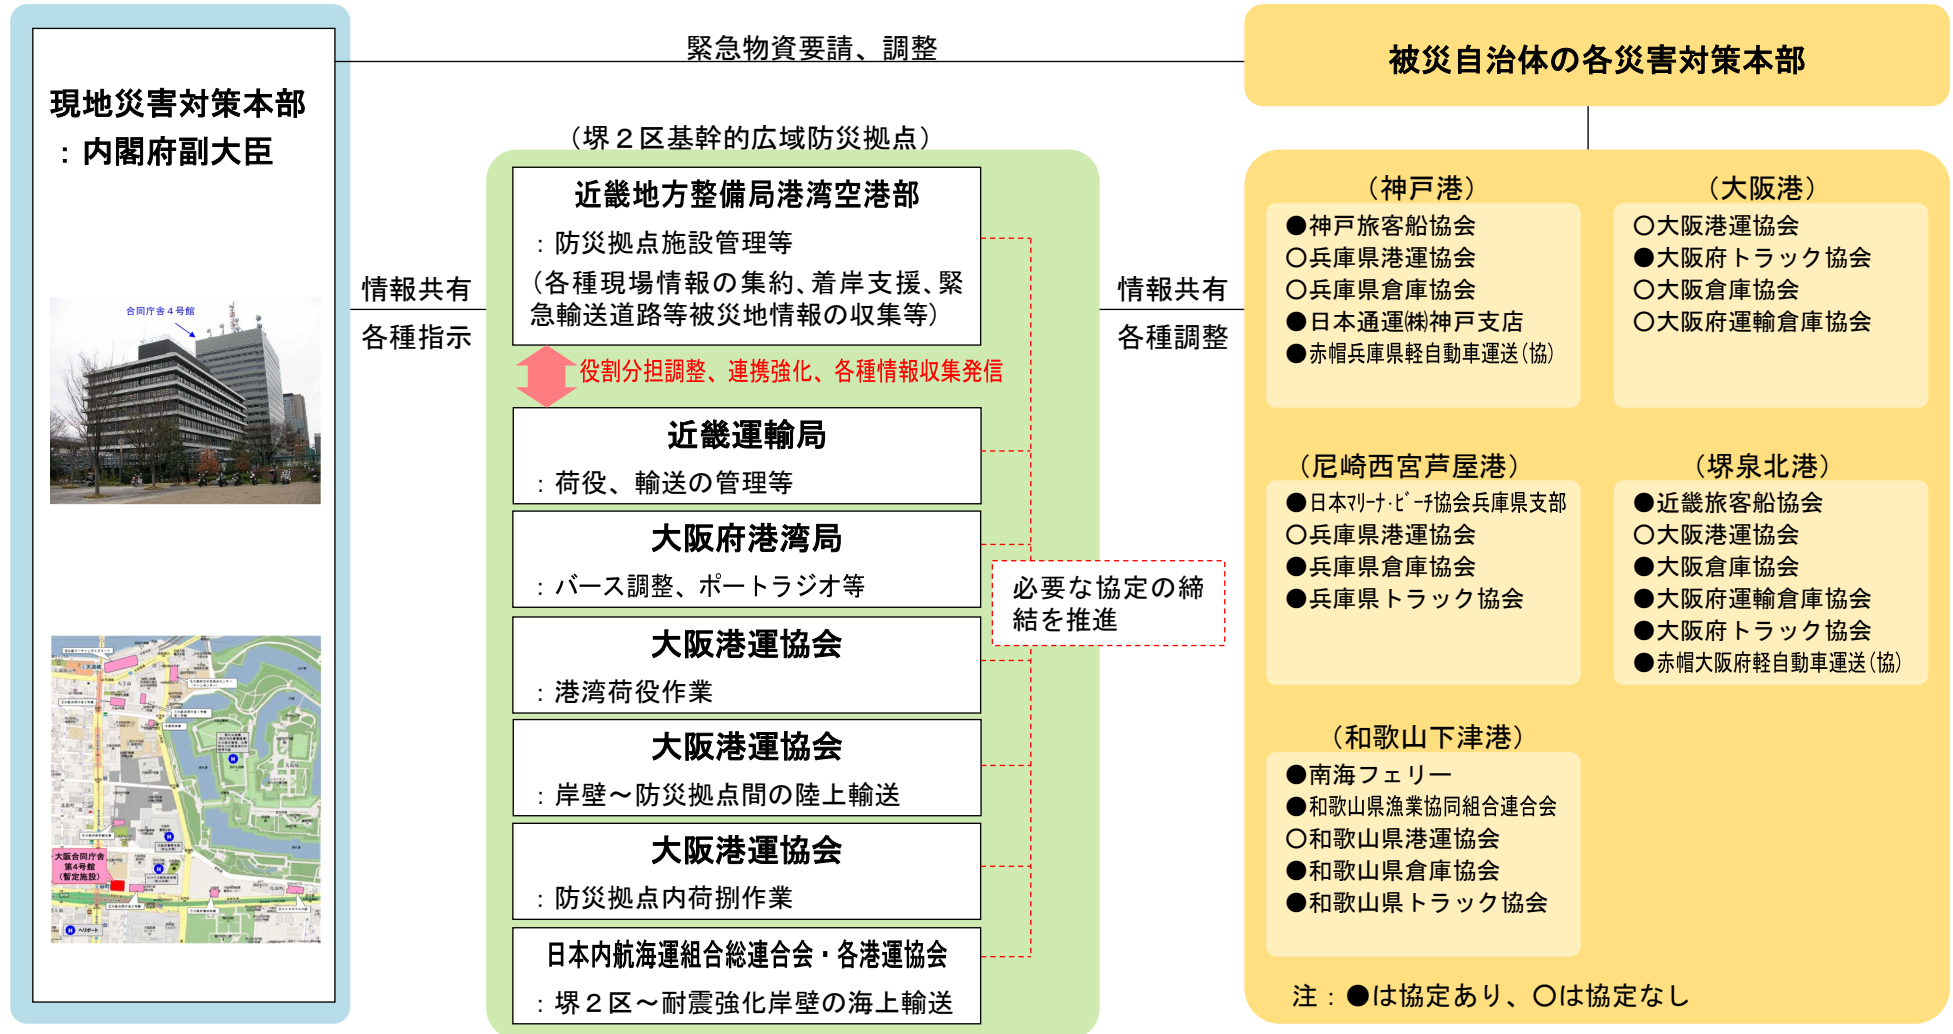 現地災害対策本部
：内閣府副大臣
合同庁舎４号館
大阪合同庁舎
第4号館
(暫定施設)
ヘリポート
緊急物資要請、調整
情報共有
各種指示
（堺２区基幹的広域防災拠点）
近畿地方整備局港湾空港部
：防災拠点施設管理等
（各種現場情報の集約、着岸支援、緊
急輸送道路等被災地情報の収集等）
役割分担調整、連携強化、各種情報収集発信
近畿運輸局
：荷役、輸送の管理等
大阪府港湾局
：バース調整、ポートラジオ等
大阪港運協会
：港湾荷役作業
大阪港運協会
：岸壁～防災拠点間の陸上輸送
大阪港運協会
：防災拠点内荷捌作業
日本内航海運組合総連合会・各港運協会
：堺２区～耐震強化岸壁の海上輸送
必要な協定の締
結を推進
情報共有
各種調整
被災自治体の各災害対策本部
（神戸港）
●神戸旅客船協会
○兵庫県港運協会
○兵庫県倉庫協会
●日本通運㈱神戸支店
●赤帽兵庫県軽自動車運送(協)
（大阪港）
○大阪港運協会
●大阪府トラック協会
○大阪倉庫協会
○大阪府運輸倉庫協会
（尼崎西宮芦屋港）
●日本ﾏﾘｰﾅ･ﾋﾞｰﾁ協会兵庫県支部
○兵庫県港運協会
●兵庫県倉庫協会
●兵庫県トラック協会
（堺泉北港）
●近畿旅客船協会
○大阪港運協会
●大阪倉庫協会
●大阪府運輸倉庫協会
●大阪府トラック協会
●赤帽大阪府軽自動車運送(協)
（和歌山下津港）
●南海フェリー
●和歌山県漁業協同組合連合会
○和歌山県港運協会
●和歌山県倉庫協会
●和歌山県トラック協会
注：●は協定あり、○は協定なし